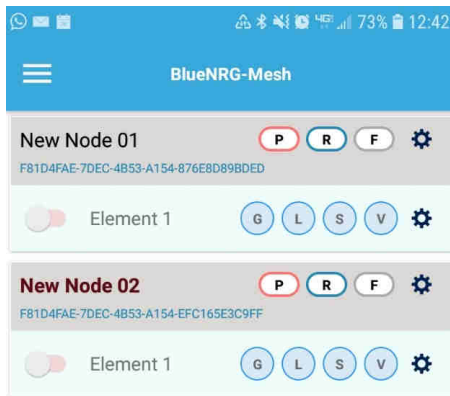 73% 12:42
BlueNRG-Mesh
New Node 01 P R F
F81D4FAE-7DEC-4B53-A154-876E8D89BDED
Element 1 G L S V
New Node 02 P R F
F81D4FAE-7DEC-4B53-A154-EFC165E3C9FF
Element 1 G L S V